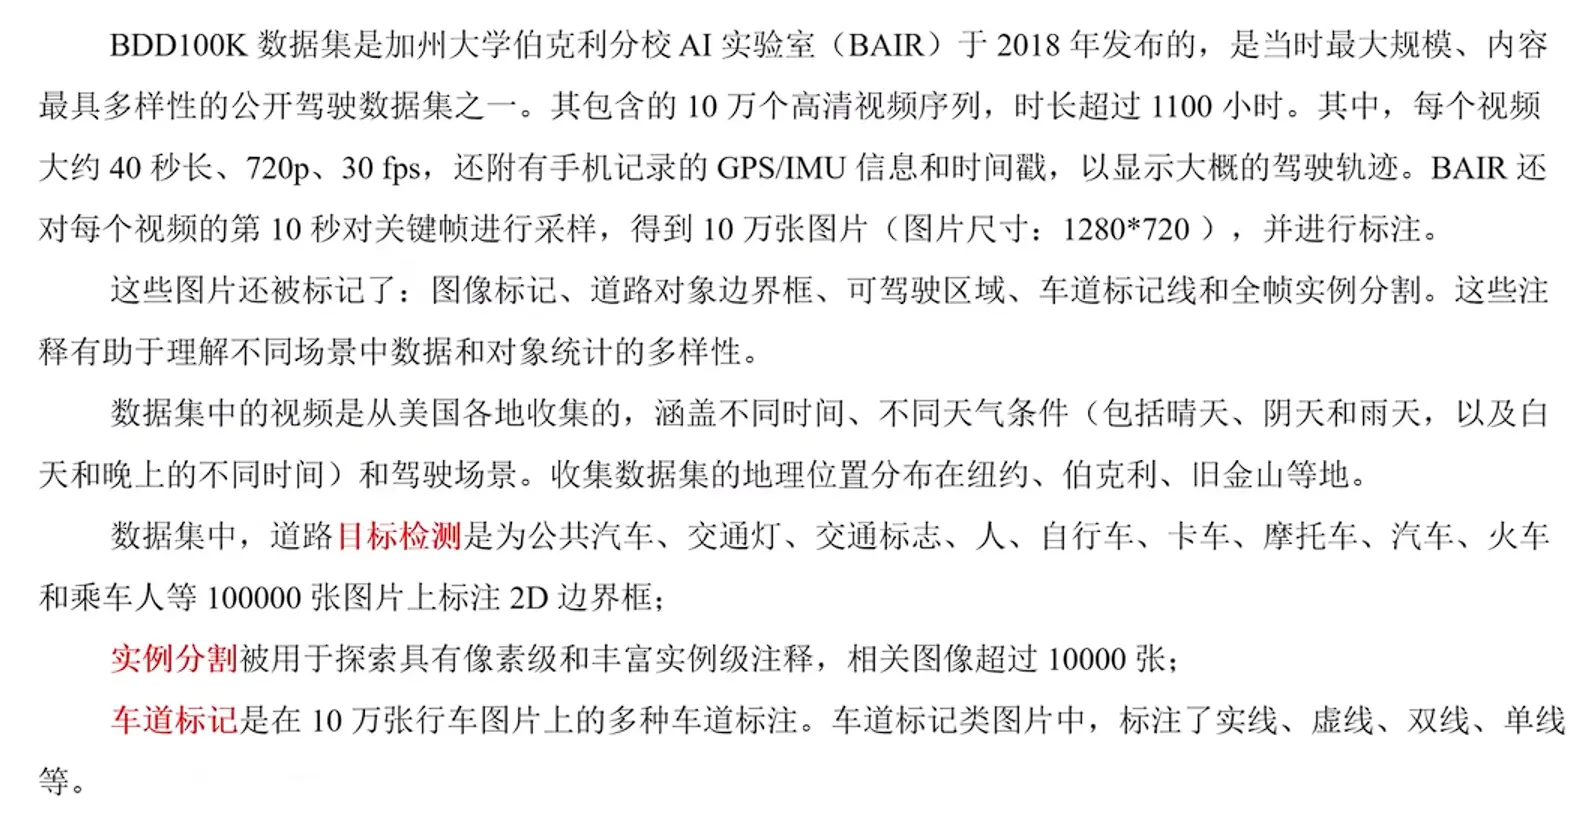 BDD100K 数据集是加州大学伯克利分校 AI 实验室（BAIR）于 2018 年发布的，是当时最大规模、内容
最具多样性的公开驾驶数据集之一。其包含的 10 万个高清视频序列，时长超过 1100 小时。其中，每个视频
大约 40 秒长、720p、30 fps，还附有手机记录的 GPS/IMU 信息和时间戳，以显示大概的驾驶轨迹。BAIR 还
对每个视频的第 10 秒对关键帧进行采样，得到 10 万张图片（图片尺寸：1280*720 ），并进行标注。
这些图片还被标记了：图像标记、道路对象边界框、可驾驶区域、车道标记线和全帧实例分割。这些注
释有助于理解不同场景中数据和对象统计的多样性。
数据集中的视频是从美国各地收集的，涵盖不同时间、不同天气条件（包括晴天、阴天和雨天，以及白
天和晚上的不同时间）和驾驶场景。收集数据集的地理位置分布在纽约、伯克利、旧金山等地。
数据集中，道路目标检测是为公共汽车、交通灯、交通标志、人、自行车、卡车、摩托车、汽车、火车
和乘车人等 100000 张图片上标注 2D 边界框；
实例分割被用于探索具有像素级和丰富实例级注释，相关图像超过 10000 张；
车道标记是在 10 万张行车图片上的多种车道标注。车道标记类图片中，标注了实线、虚线、双线、单线
等。